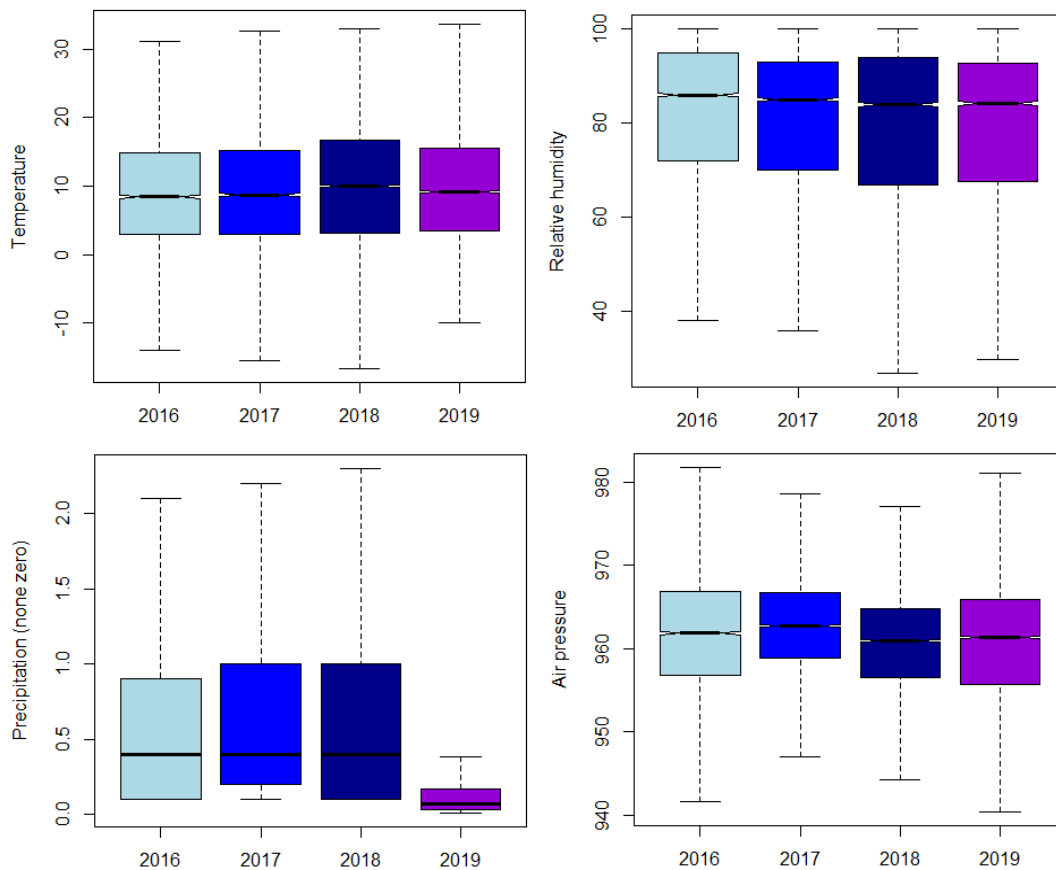 Temperature
30
20
10
0
-10
2016 2017 2018 2019
Relative humidity
100
80
60
40
2016 2017 2018 2019
Precipitation (none zero)
2.0
1.5
1.0
0.5
0.0
2016 2017 2018 2019
Air pressure
980
970
960
950
940
2016 2017 2018 2019